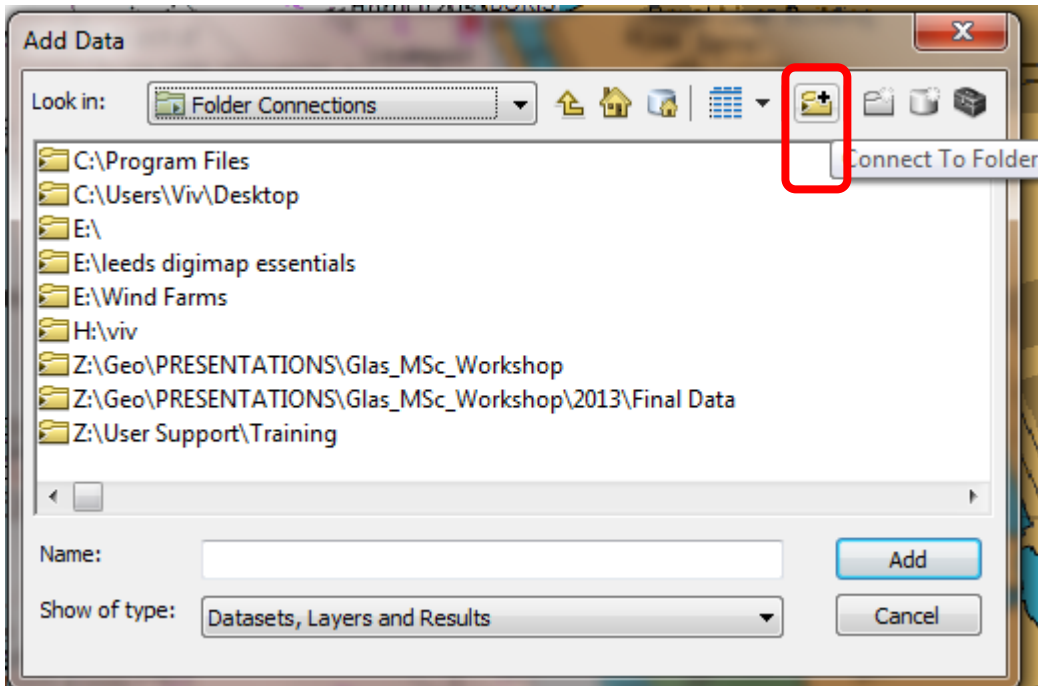 Add Data
Look in: Folder Connections
Connect To Folder
C:\Program Files
C:\Users\Viv\Desktop
E:\
E:\leeds digimap essentials
E:\Wind Farms
H:\viv
Z:\Geo\PRESENTATIONS\Glas_MSc_Workshop
Z:\Geo\PRESENTATIONS\Glas_MSc_Workshop\2013\Final Data
Z:\User Support\Training
Name: Add
Show of type: Datasets, Layers and Results Cancel